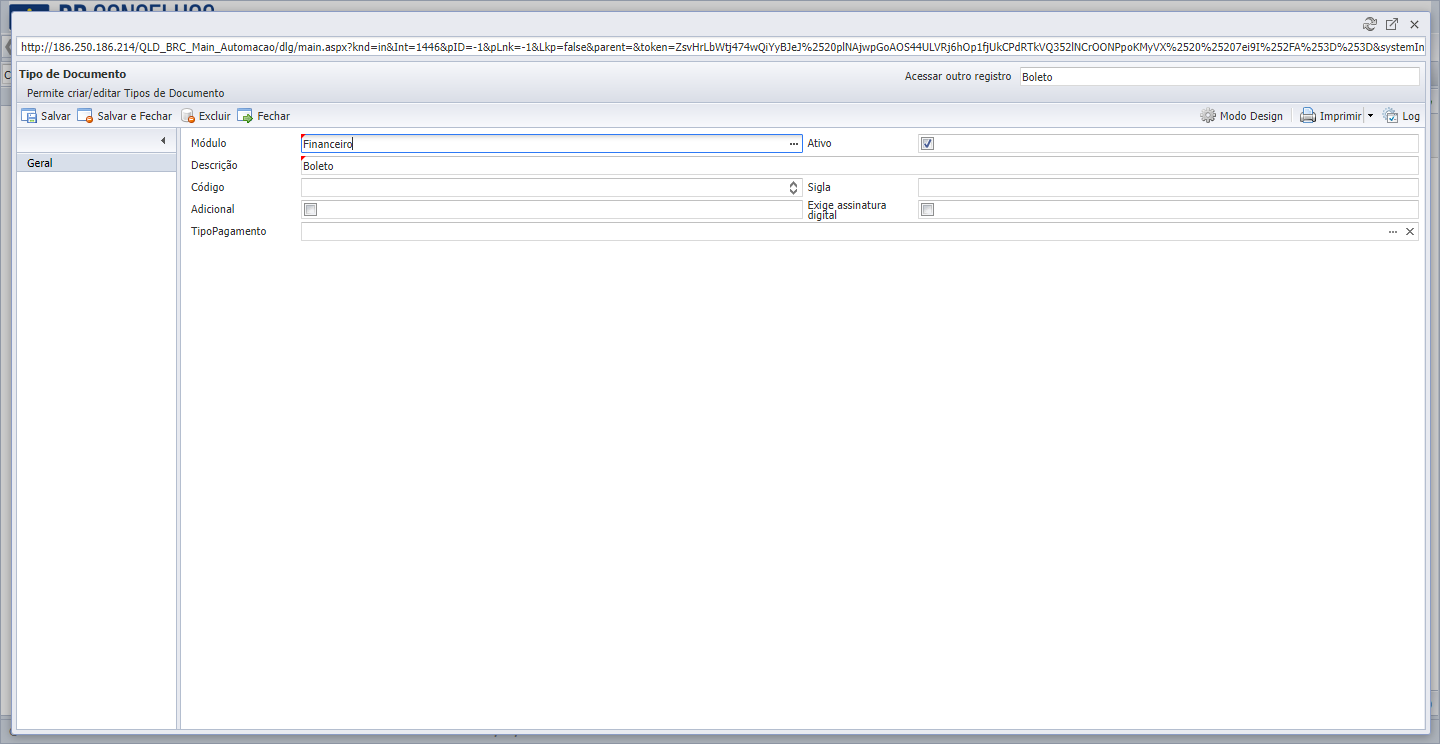 BR CONSELHOS
http://186.250.186.214/QLD_BRC_Main_Automacao/dlg/main.aspx?knd=in&Int=1446&pID=-1&pLnk=-1&Lkp=false&parent=&token=ZsvHrLbWtj474wQiYyBJeJ%2520plNAjwpGoAOS44ULVRj6hOp1fjUkCPdRTkVQ352lNCrOONPpoKMyVX%2520%25207ei9I%252FA%253D%253D&systemIn
Tipo de Documento
Acessar outro registro Boleto
Permite criar/editar Tipos de Documento
Salvar Salvar e Fechar Excluir Fechar Modo Design Imprimir Log
Geral
Módulo Financeiro ... Ativo
Descrição Boleto
Código Sigla
Adicional Exige assinatura
digital
TipoPagamento ...